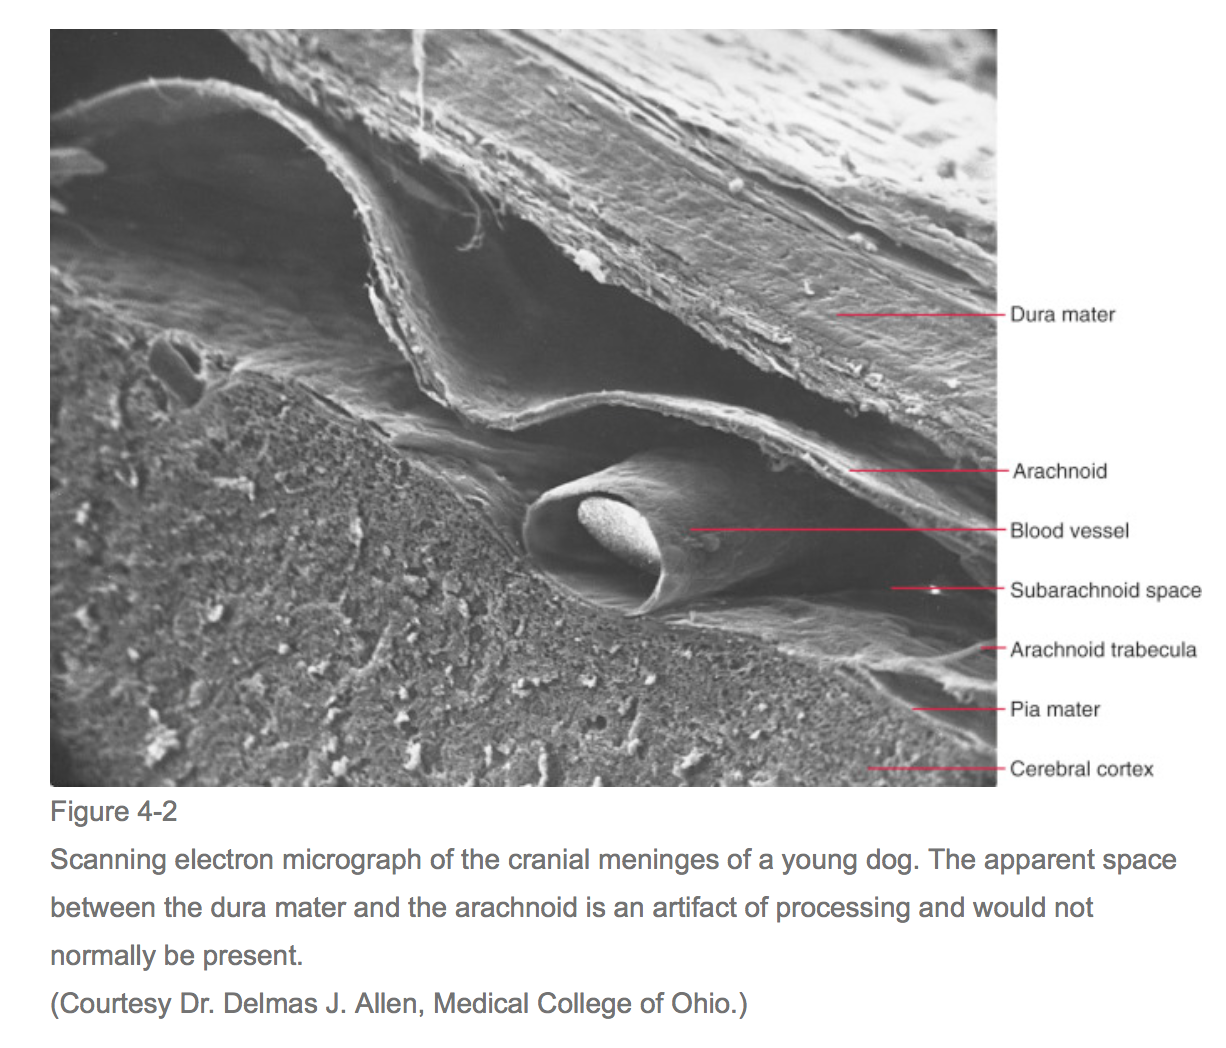 Dura mater
Arachnoid
Blood vessel
Subarachnoid space
Arachnoid trabecula
Pia mater
Cerebral cortex
Figure 4-2
Scanning electron micrograph of the cranial meninges of a young dog. The apparent space
between the dura mater and the arachnoid is an artifact of processing and would not
normally be present.
(Courtesy Dr. Delmas J. Allen, Medical College of Ohio.)